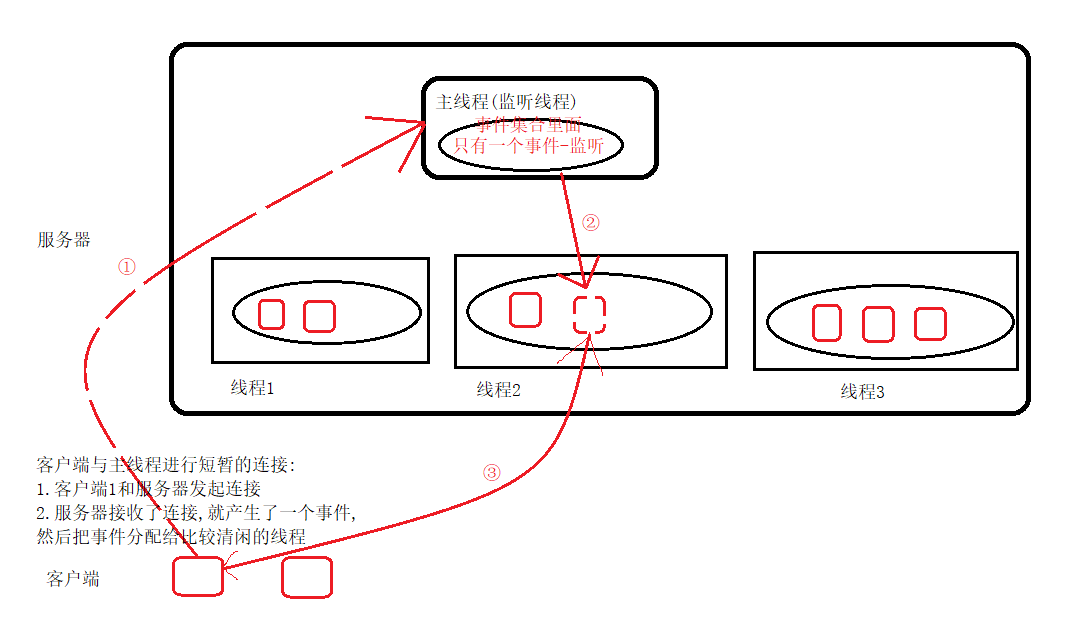 主线程(监听线程)
事件集合里面
只有一个事件-监听
②
服务器
①
线程1
线程2
线程3
客户端与主线程进行短暂的连接:
1.客户端1和服务器发起连接
2.服务器接收了连接,就产生了一个事件,
然后把事件分配给比较清闲的线程
③
客户端